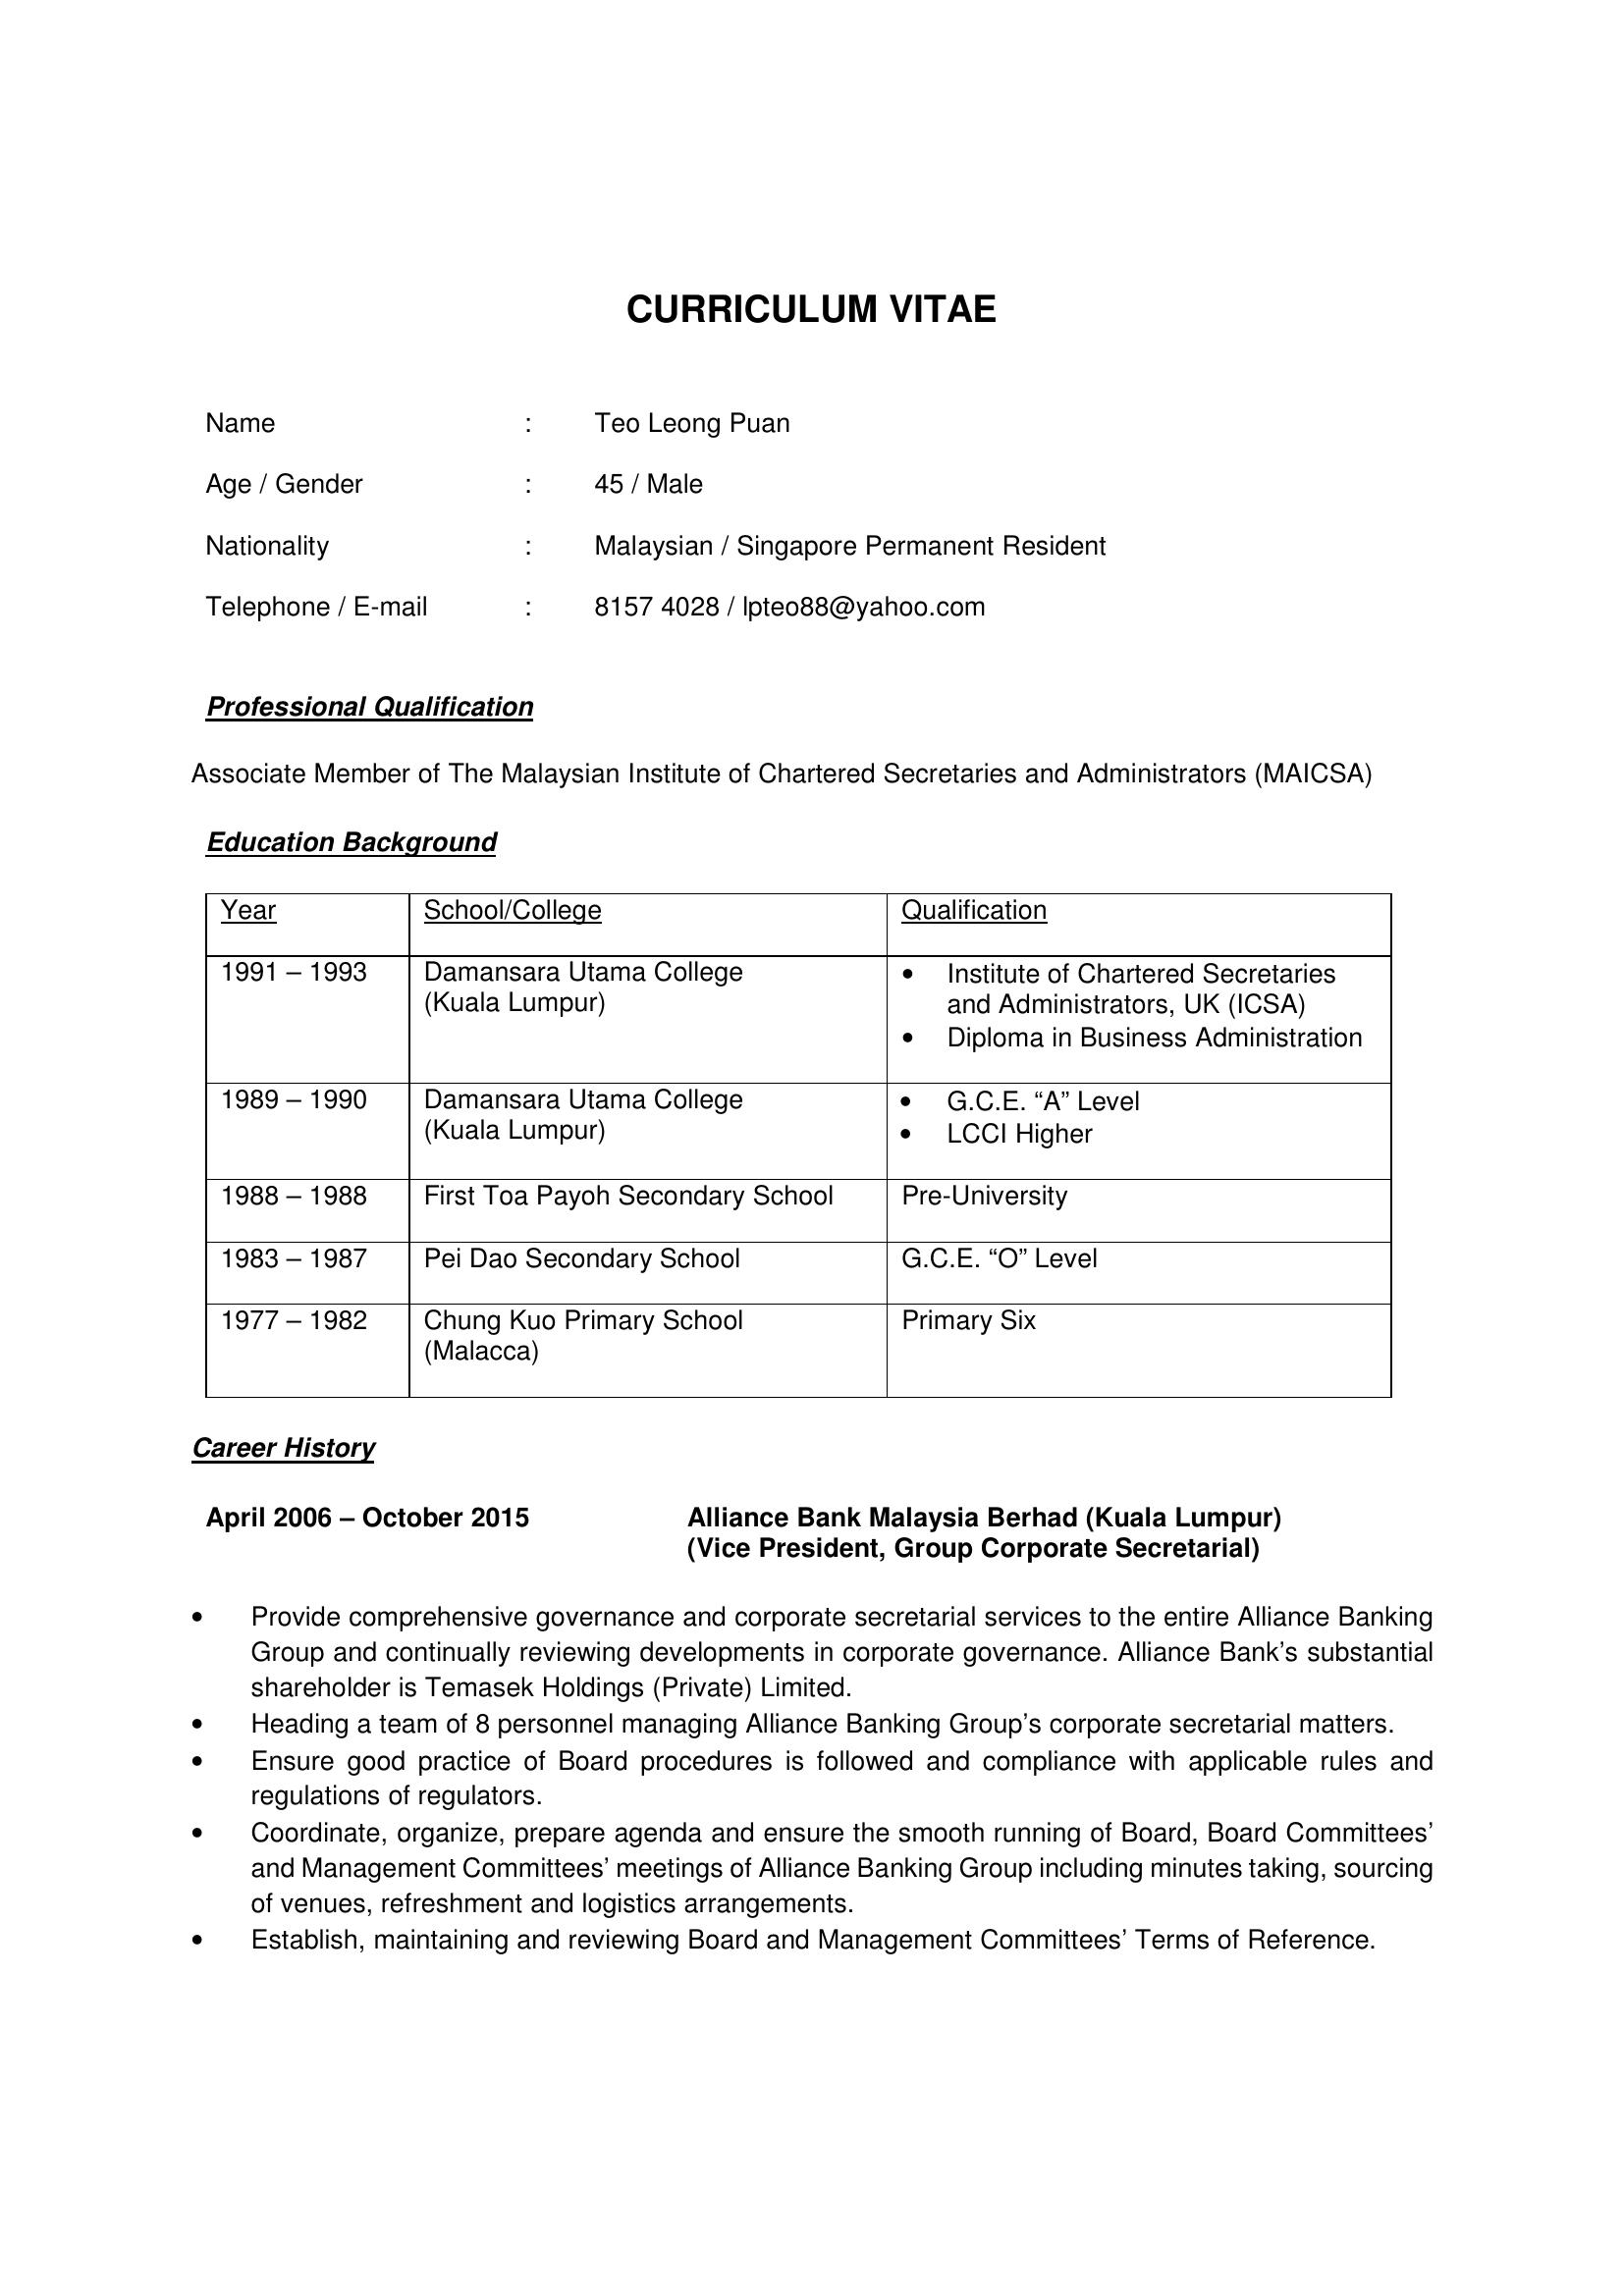 CURRICULUM VITAE
Name : Teo Leong Puan
Age / Gender : 45 / Male
Nationality : Malaysian / Singapore Permanent Resident
Telephone / E-mail : 8157 4028 / lpteo88@yahoo.com
Professional Qualification
Associate Member of The Malaysian Institute of Chartered Secretaries and Administrators (MAICSA)
Education Background
Year School/College Qualification
1991 – 1993 Damansara Utama College • Institute of Chartered Secretaries
(Kuala Lumpur) and Administrators, UK (ICSA)
• Diploma in Business Administration
1989 – 1990 Damansara Utama College • G.C.E. “A” Level
(Kuala Lumpur) • LCCI Higher
1988 – 1988 First Toa Payoh Secondary School Pre-University
1983 – 1987 Pei Dao Secondary School G.C.E. “O” Level
1977 – 1982 Chung Kuo Primary School Primary Six
(Malacca)
Career History
April 2006 – October 2015 Alliance Bank Malaysia Berhad (Kuala Lumpur)
(Vice President, Group Corporate Secretarial)
• Provide comprehensive governance and corporate secretarial services to the entire Alliance Banking
Group and continually reviewing developments in corporate governance. Alliance Bank’s substantial
shareholder is Temasek Holdings (Private) Limited.
• Heading a team of 8 personnel managing Alliance Banking Group’s corporate secretarial matters.
• Ensure good practice of Board procedures is followed and compliance with applicable rules and
regulations of regulators.
• Coordinate, organize, prepare agenda and ensure the smooth running of Board, Board Committees’
and Management Committees’ meetings of Alliance Banking Group including minutes taking, sourcing
of venues, refreshment and logistics arrangements.
• Establish, maintaining and reviewing Board and Management Committees’ Terms of Reference.